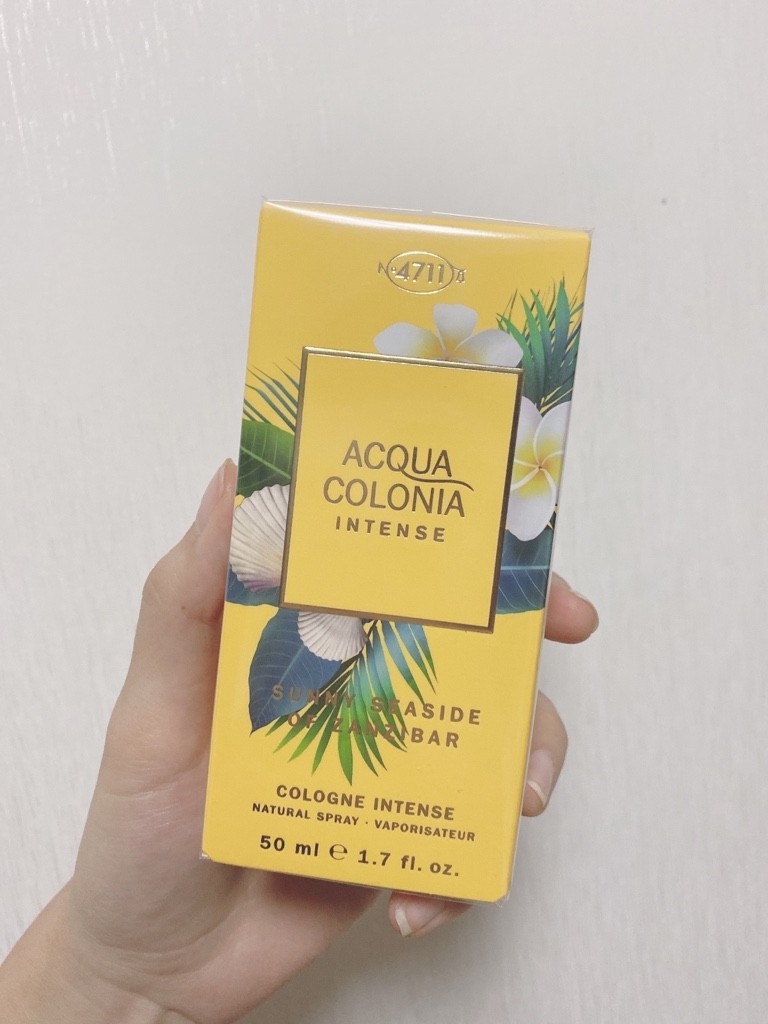 Nº 4711
ACQUA
COLONIA
INTENSE
SUNNY SEASIDE
OF ZANZIBAR
COLOGNE INTENSE
NATURAL SPRAY · VAPORISATEUR
50 ml ℮ 1.7 fl. oz.